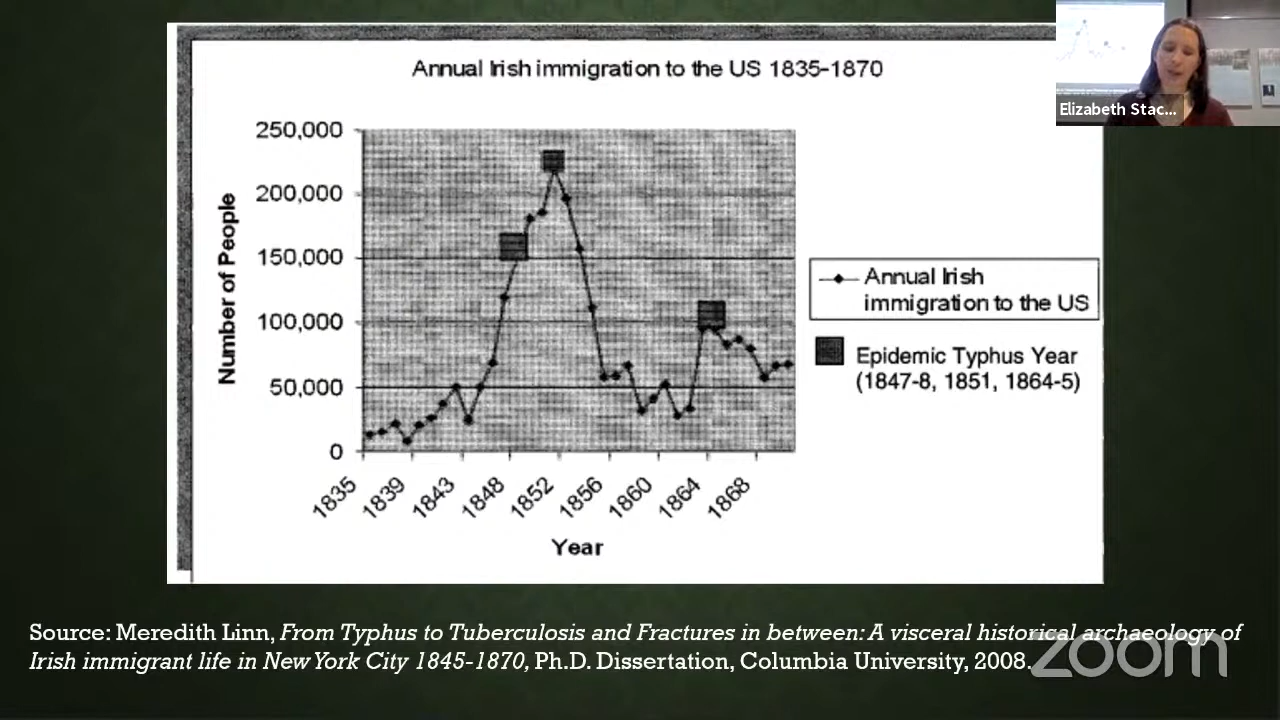 Annual Irish immigration to the US 1835-1870
Elizabeth Stac...
250,000
200,000
150,000
100,000
50,000
0
Number of People
1835
1839
1843
1848
1852
1856
1860
1864
1868
Year
Annual Irish
immigration to the US
Epidemic Typhus Year
(1847-8, 1851, 1864-5)
Source: Meredith Linn, From Typhus to Tuberculosis and Fractures in between: A visceral historical archaeology of
Irish immigrant life in New York City 1845-1870, Ph.D. Dissertation, Columbia University, 2008.
zoom